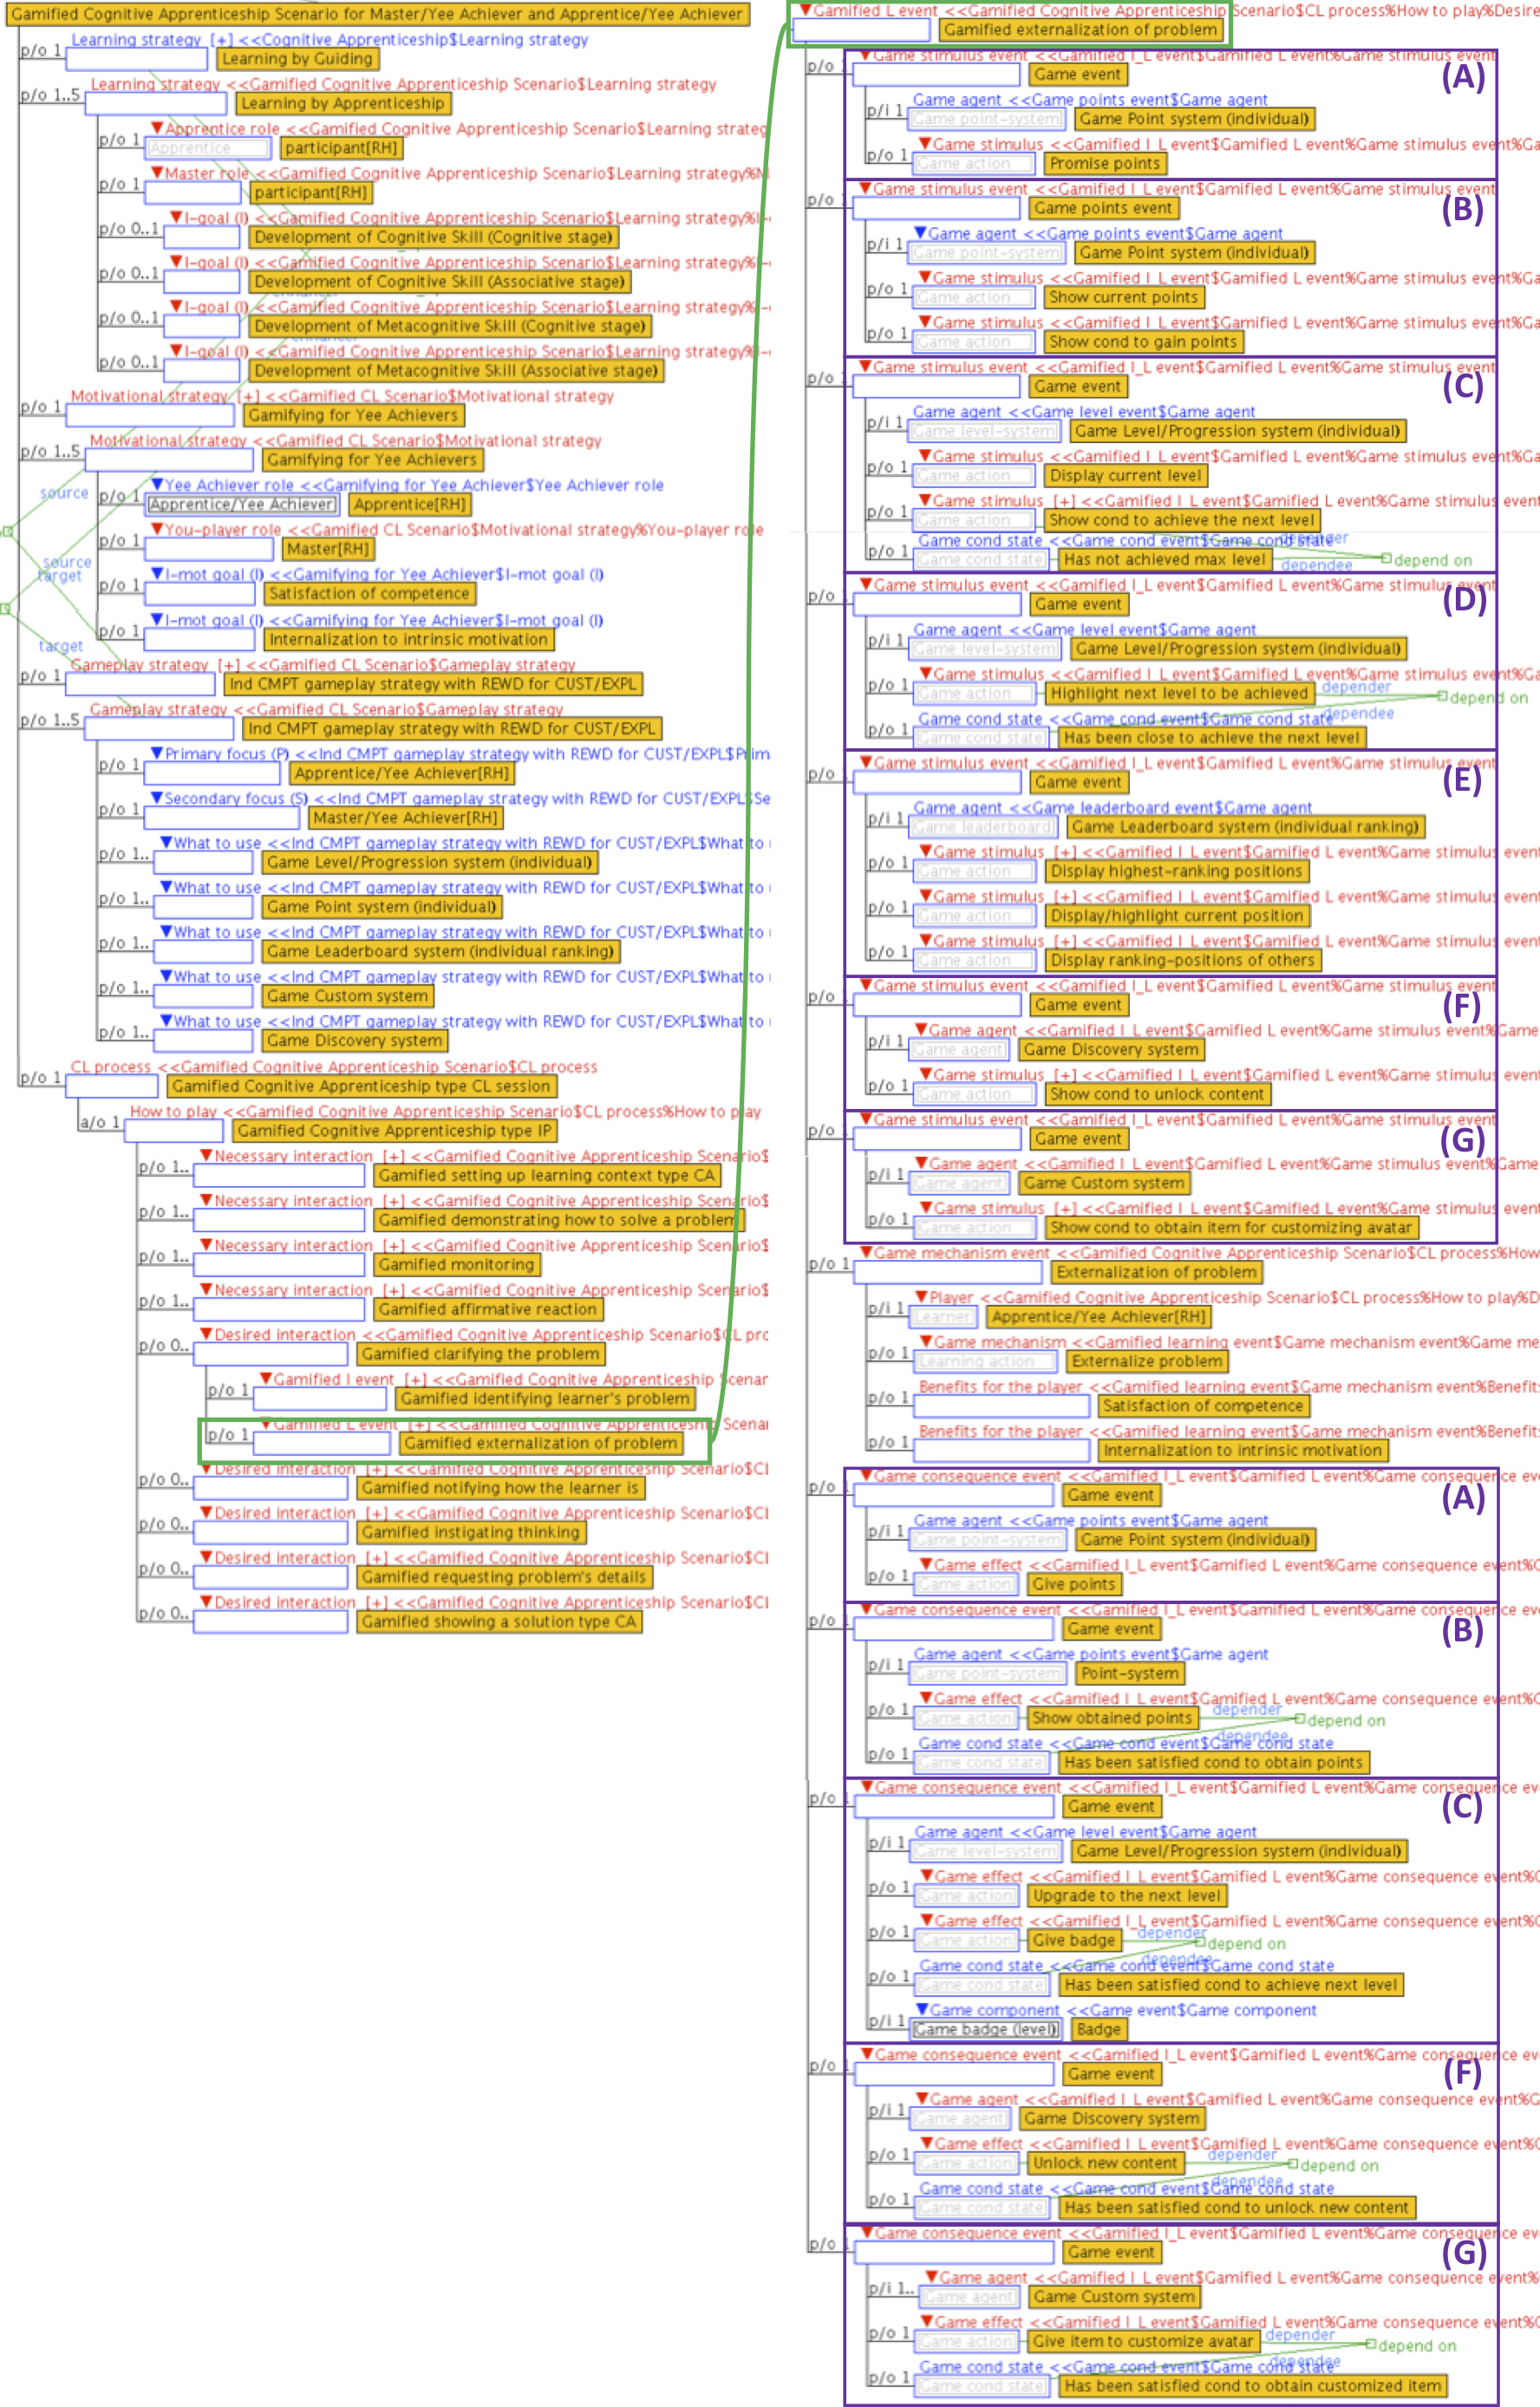 Gamified Cognitive Apprenticeship Scenario for Master/Yee Achiever and Apprentice/Yee Achiever
Learning strategy [+] <<Cognitive Apprenticeship$Learning strategy
p/o 1 Learning by Guiding
Learning strategy <<Gamified Cognitive Apprenticeship Scenario$Learning strategy
p/o 1..5 Learning by Apprenticeship
▼Apprentice role <<Gamified Cognitive Apprenticeship Scenario$Learning strateg
p/o 1 Apprentice participant[RH]
▼Master role <<Gamified Cognitive Apprenticeship Scenario$Learning strategy%M
p/o 1 participant[RH]
▼I-goal (I) <<Gamified Cognitive Apprenticeship Scenario$Learning strategy%I-
p/o 0..1 Development of Cognitive Skill (Cognitive stage)
▼I-goal (I) <<Gamified Cognitive Apprenticeship Scenario$Learning strategy%
p/o 0..1 Development of Cognitive Skill (Associative stage)
▼I-goal (I) <<Gamified Cognitive Apprenticeship Scenario$Learning strategy%
p/o 0..1 Development of Metacognitive Skill (Cognitive stage)
▼I-goal (I) <<Gamified Cognitive Apprenticeship Scenario$Learning strategy%
p/o 0..1 Development of Metacognitive Skill (Associative stage)
Motivational strategy [+] <<Gamified CL Scenario$Motivational strategy
p/o 1 Gamifying for Yee Achievers
Motivational strategy <<Gamified CL Scenario$Motivational strategy
p/o 1..5 Gamifying for Yee Achievers
source
▼Yee Achiever role <<Gamifying for Yee Achiever$Yee Achiever role
p/o 1 Apprentice/Yee Achiever Apprentice[RH]
▼You-player role <<Gamified CL Scenario$Motivational strategy%You-player role
p/o 1 Master[RH]
source
target
▼I-mot goal (I) <<Gamifying for Yee Achiever$I-mot goal (I)
p/o 1 Satisfaction of competence
▼I-mot goal (I) <<Gamifying for Yee Achiever$I-mot goal (I)
p/o 1 Internalization to intrinsic motivation
target
Gameplay strategy [+] <<Gamified CL Scenario$Gameplay strategy
p/o 1 Ind CMPT gameplay strategy with REWD for CUST/EXPL
Gameplay strategy <<Gamified CL Scenario$Gameplay strategy
p/o 1..5 Ind CMPT gameplay strategy with REWD for CUST/EXPL
▼Primary focus (P) <<Ind CMPT gameplay strategy with REWD for CUST/EXPL$Prim
p/o 1 Apprentice/Yee Achiever[RH]
▼Secondary focus (S) <<Ind CMPT gameplay strategy with REWD for CUST/EXPL$Se
p/o 1 Master/Yee Achiever[RH]
▼What to use <<Ind CMPT gameplay strategy with REWD for CUST/EXPL$What to
p/o 1.. Game Level/Progression system (individual)
▼What to use <<Ind CMPT gameplay strategy with REWD for CUST/EXPL$What to
p/o 1.. Game Point system (individual)
▼What to use <<Ind CMPT gameplay strategy with REWD for CUST/EXPL$What to
p/o 1.. Game Leaderboard system (individual ranking)
▼What to use <<Ind CMPT gameplay strategy with REWD for CUST/EXPL$What to
p/o 1.. Game Custom system
▼What to use <<Ind CMPT gameplay strategy with REWD for CUST/EXPL$What to
p/o 1.. Game Discovery system
CL process <<Gamified Cognitive Apprenticeship Scenario$CL process
p/o 1 Gamified Cognitive Apprenticeship type CL session
How to play <<Gamified Cognitive Apprenticeship Scenario$CL process%How to play
a/o 1 Gamified Cognitive Apprenticeship type IP
▼Necessary interaction [+] <<Gamified Cognitive Apprenticeship Scenario$
p/o 1.. Gamified setting up learning context type CA
▼Necessary interaction [+] <<Gamified Cognitive Apprenticeship Scenario$
p/o 1.. Gamified demonstrating how to solve a problem
▼Necessary interaction [+] <<Gamified Cognitive Apprenticeship Scenario$
p/o 1.. Gamified monitoring
▼Necessary interaction [+] <<Gamified Cognitive Apprenticeship Scenario$
p/o 1.. Gamified affirmative reaction
▼Desired interaction <<Gamified Cognitive Apprenticeship Scenario$CL pro
p/o 0.. Gamified clarifying the problem
▼Gamified I event [+] <<Gamified Cognitive Apprenticeship Scenar
p/o 1 Gamified identifying learner's problem
▼Gamified L event [+] <<Gamified Cognitive Apprenticeship Scenar
p/o 1 Gamified externalization of problem
▼Desired interaction [+] <<Gamified Cognitive Apprenticeship Scenario$CL
p/o 0.. Gamified notifying how the learner is
▼Desired interaction [+] <<Gamified Cognitive Apprenticeship Scenario$CL
p/o 0.. Gamified instigating thinking
▼Desired interaction [+] <<Gamified Cognitive Apprenticeship Scenario$CL
p/o 0.. Gamified requesting problem's details
▼Desired interaction [+] <<Gamified Cognitive Apprenticeship Scenario$CL
p/o 0.. Gamified showing a solution type CA
▼Gamified L event <<Gamified Cognitive Apprenticeship Scenario$CL process%How to play%Desire
Gamified externalization of problem
▼Game stimulus event <<Gamified I_L event$Gamified L event%Game stimulus event
p/o 1 Game event (A)
Game agent <<Game points event$Game agent
p/i 1 Game point-system Game Point system (individual)
▼Game stimulus <<Gamified I_L event$Gamified L event%Game stimulus event%Ga
p/o 1 Game action Promise points
▼Game stimulus event <<Gamified I_L event$Gamified L event%Game stimulus event
p/o 1 Game points event (B)
▼Game agent <<Game points event$Game agent
p/i 1 Game point-system Game Point system (individual)
▼Game stimulus <<Gamified I_L event$Gamified L event%Game stimulus event%Ga
p/o 1 Game action Show current points
▼Game stimulus <<Gamified I_L event$Gamified L event%Game stimulus event%Ga
p/o 1 Game action Show cond to gain points
▼Game stimulus event <<Gamified I_L event$Gamified L event%Game stimulus event
p/o 1 Game event (C)
Game agent <<Game level event$Game agent
p/i 1 Game level-system Game Level/Progression system (individual)
▼Game stimulus <<Gamified I_L event$Gamified L event%Game stimulus event%Ga
p/o 1 Game action Display current level
▼Game stimulus [+] <<Gamified I_L event$Gamified L event%Game stimulus event
p/o 1 Game action Show cond to achieve the next level
Game cond state <<Game cond event$Game cond state depender
p/o 1 Game cond state Has not achieved max level dependee depend on
▼Game stimulus event <<Gamified I_L event$Gamified L event%Game stimulus event
p/o 1 Game event (D)
Game agent <<Game level event$Game agent
p/i 1 Game level-system Game Level/Progression system (individual)
▼Game stimulus <<Gamified I_L event$Gamified L event%Game stimulus event%Ga
p/o 1 Game action Highlight next level to be achieved depender depend on
Game cond state <<Game cond event$Game cond state dependee
p/o 1 Game cond state Has been close to achieve the next level
▼Game stimulus event <<Gamified I_L event$Gamified L event%Game stimulus event
p/o 1 Game event (E)
Game agent <<Game leaderboard event$Game agent
p/i 1 Game leaderboard Game Leaderboard system (individual ranking)
▼Game stimulus [+] <<Gamified I_L event$Gamified L event%Game stimulus event
p/o 1 Game action Display highest-ranking positions
▼Game stimulus [+] <<Gamified I_L event$Gamified L event%Game stimulus event
p/o 1 Game action Display/highlight current position
▼Game stimulus [+] <<Gamified I_L event$Gamified L event%Game stimulus event
p/o 1 Game action Display ranking-positions of others
▼Game stimulus event <<Gamified I_L event$Gamified L event%Game stimulus event
p/o 1 Game event (F)
▼Game agent <<Gamified I_L event$Gamified L event%Game stimulus event%Game
p/i 1 Game agent Game Discovery system
▼Game stimulus [+] <<Gamified I_L event$Gamified L event%Game stimulus event
p/o 1 Game action Show cond to unlock content
▼Game stimulus event <<Gamified I_L event$Gamified L event%Game stimulus event
p/o 1 Game event (G)
▼Game agent <<Gamified I_L event$Gamified L event%Game stimulus event%Game
p/i 1 Game agent Game Custom system
▼Game stimulus [+] <<Gamified I_L event$Gamified L event%Game stimulus event
p/o 1 Game action Show cond to obtain item for customizing avatar
▼Game mechanism event <<Gamified Cognitive Apprenticeship Scenario$CL process%How
p/o 1 Externalization of problem
▼Player <<Gamified Cognitive Apprenticeship Scenario$CL process%How to play%D
p/i 1 Learner Apprentice/Yee Achiever[RH]
▼Game mechanism <<Gamified learning event$Game mechanism event%Game me
p/o 1 Learning action Externalize problem
Benefits for the player <<Gamified learning event$Game mechanism event%Benefit
p/o 1 Satisfaction of competence
Benefits for the player <<Gamified learning event$Game mechanism event%Benefit
p/o 1 Internalization to intrinsic motivation
▼Game consequence event <<Gamified I_L event$Gamified L event%Game consequence eve
p/o 1 Game event (A)
Game agent <<Game points event$Game agent
p/i 1 Game point-system Game Point system (individual)
▼Game effect <<Gamified I_L event$Gamified L event%Game consequence event%G
p/o 1 Game action Give points
▼Game consequence event <<Gamified I_L event$Gamified L event%Game consequence eve
p/o 1 Game event (B)
Game agent <<Game points event$Game agent
p/i 1 Game point-system Point-system
▼Game effect <<Gamified I_L event$Gamified L event%Game consequence event%G
p/o 1 Game action Show obtained points depender depend on
Game cond state <<Game cond event$Game cond state dependee
p/o 1 Game cond state Has been satisfied cond to obtain points
▼Game consequence event <<Gamified I_L event$Gamified L event%Game consequence ev
p/o 1 Game event (C)
Game agent <<Game level event$Game agent
p/i 1 Game level-system Game Level/Progression system (individual)
▼Game effect <<Gamified I_L event$Gamified L event%Game consequence event%G
p/o 1 Game action Upgrade to the next level
▼Game effect <<Gamified I_L event$Gamified L event%Game consequence event%G
p/o 1 Game action Give badge depender depend on
Game cond state <<Game cond event$Game cond state dependee
p/o 1 Game cond state Has been satisfied cond to achieve next level
▼Game component <<Game event$Game component
p/i 1 Game badge (level) Badge
▼Game consequence event <<Gamified I_L event$Gamified L event%Game consequence ev
p/o 1 Game event (F)
▼Game agent <<Gamified I_L event$Gamified L event%Game consequence event%G
p/i 1 Game agent Game Discovery system
▼Game effect <<Gamified I_L event$Gamified L event%Game consequence event%G
p/o 1 Game action Unlock new content depender depend on
Game cond state <<Game cond event$Game cond state dependee
p/o 1 Game cond state Has been satisfied cond to unlock new content
▼Game consequence event <<Gamified I_L event$Gamified L event%Game consequence ev
p/o 1 Game event (G)
▼Game agent <<Gamified I_L event$Gamified L event%Game consequence event%
p/i 1.. Game agent Game Custom system
▼Game effect <<Gamified I_L event$Gamified L event%Game consequence event%G
p/o 1 Game action Give item to customize avatar depender depend on
Game cond state <<Game cond event$Game cond state dependee
p/o 1 Game cond state Has been satisfied cond to obtain customized item